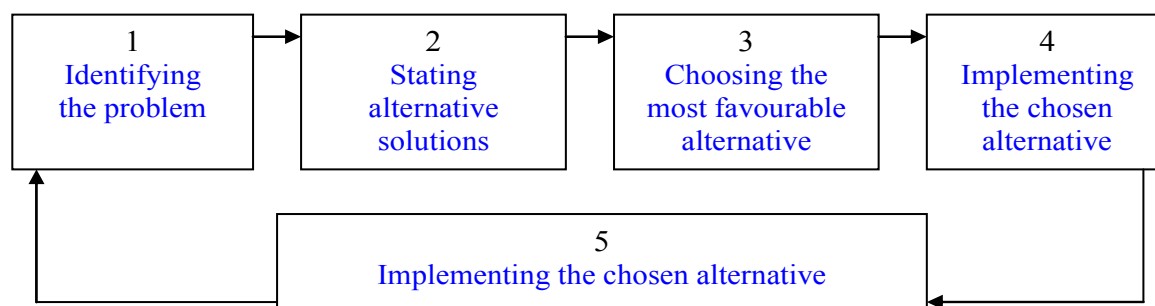 1
Identifying
the problem
2
Stating
alternative
solutions
3
Choosing the
most favourable
alternative
4
Implementing
the chosen
alternative
5
Implementing the chosen alternative